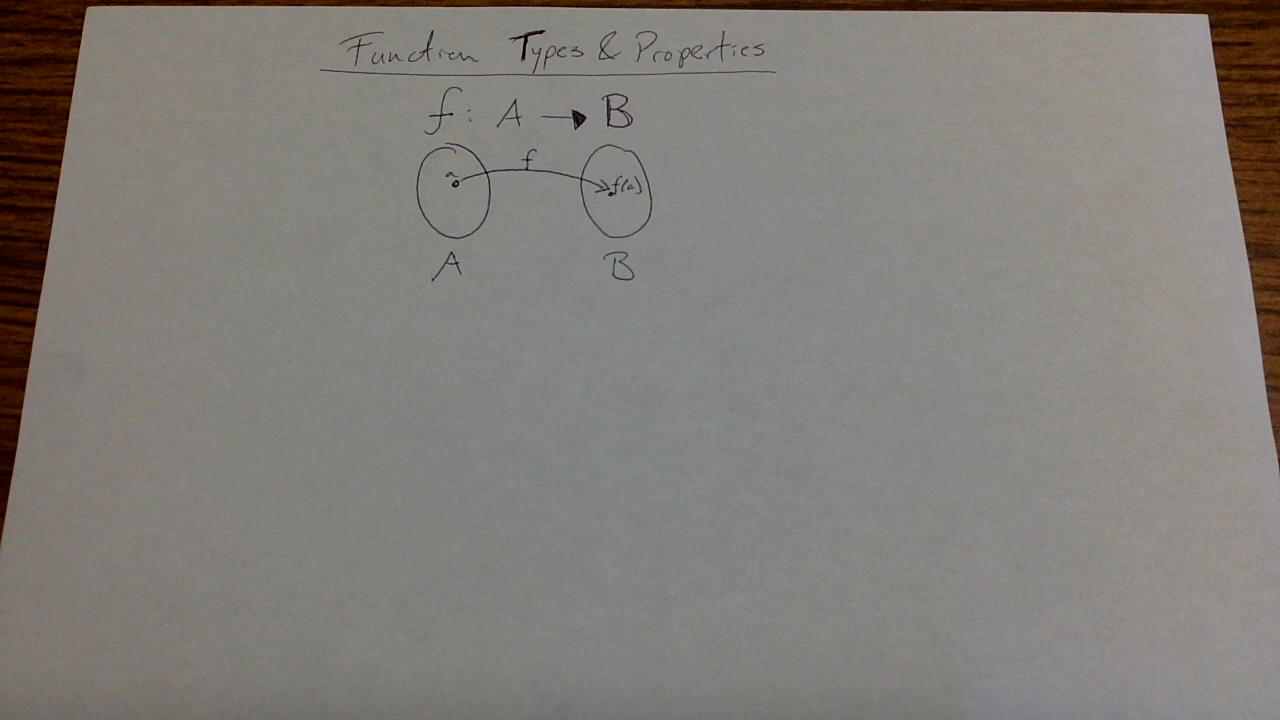 Function Types & Properties
f: A → B
f
a f(a)
A B